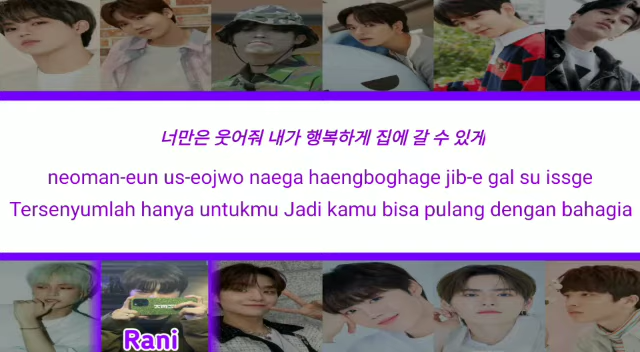 너만은 웃어줘 내가 행복하게 집에 갈 수 있게
neoman-eun us-eojwo naega haengboghage jib-e gal su issge
Tersenyumlah hanya untukmu Jadi kamu bisa pulang dengan bahagia
Rani